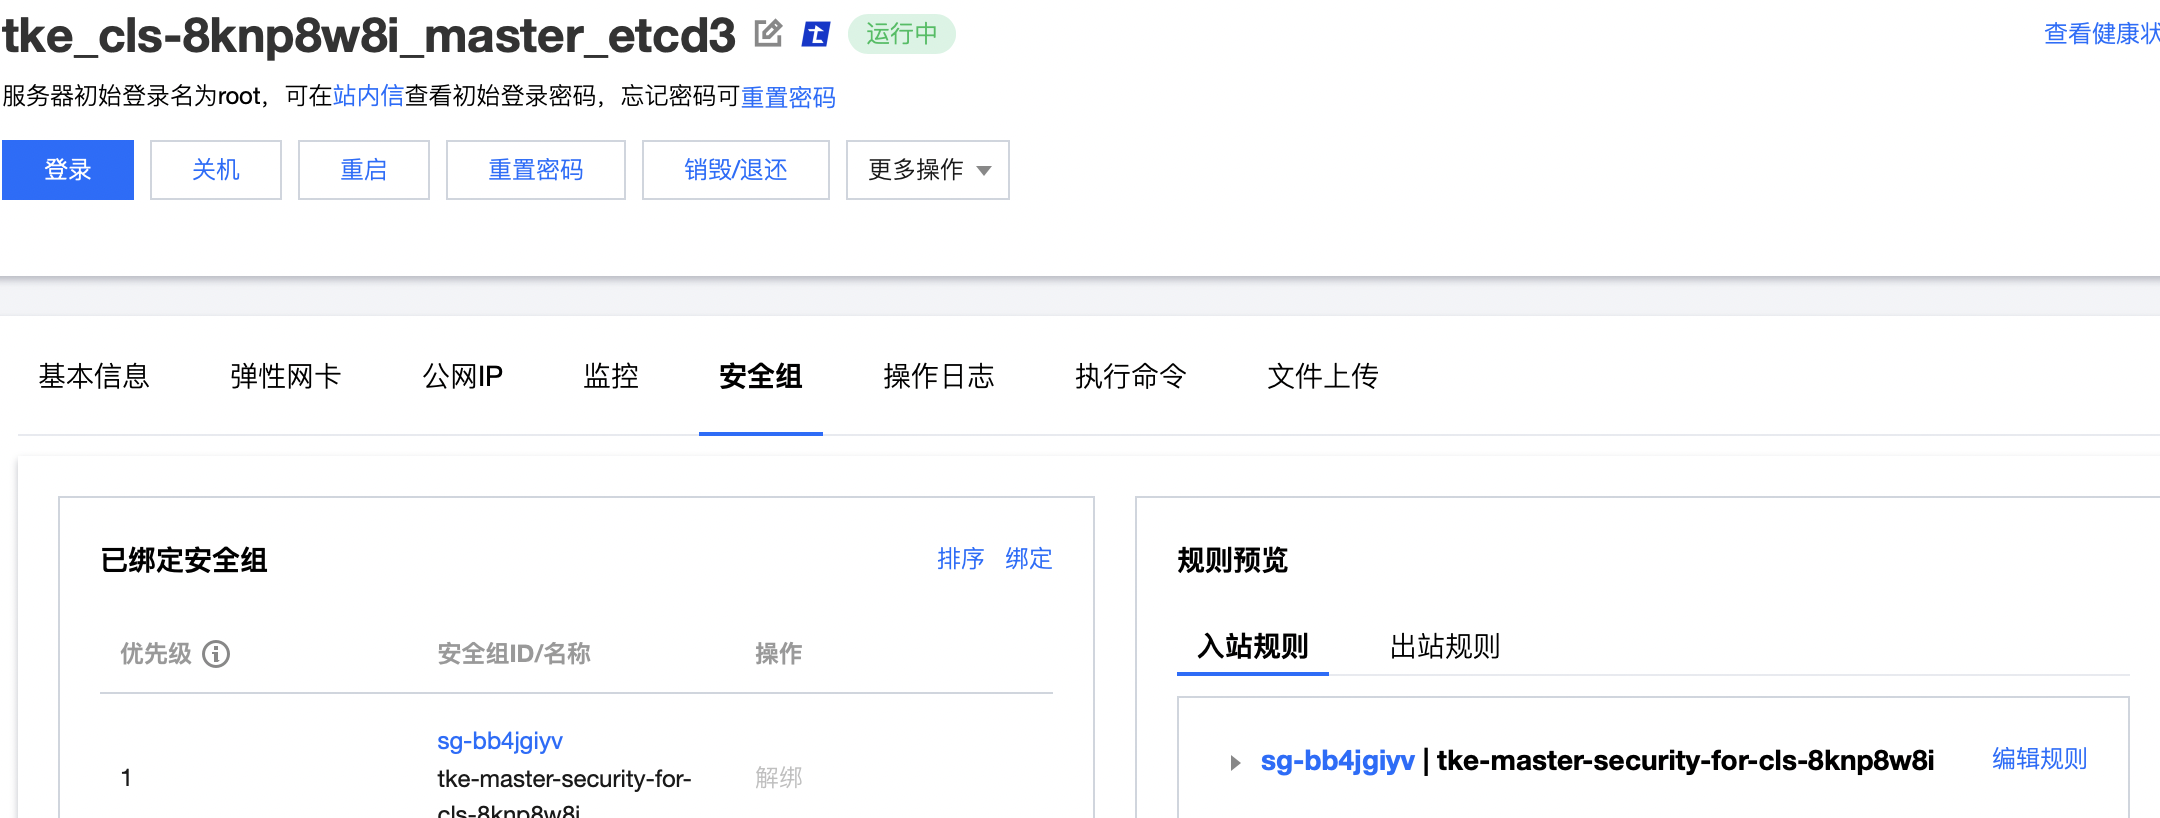 tke_cls-8knp8w8i_master_etcd3 运行中 查看健康状
服务器初始登录名为root，可在站内信查看初始登录密码，忘记密码可重置密码
登录 关机 重启 重置密码 销毁/退还 更多操作
基本信息 弹性网卡 公网IP 监控 安全组 操作日志 执行命令 文件上传
已绑定安全组 排序 绑定
优先级 安全组ID/名称 操作
1 sg-bb4jgiyv 解绑
tke-master-security-for-
cls-8knp8w8i
规则预览
入站规则 出站规则
sg-bb4jgiyv | tke-master-security-for-cls-8knp8w8i 编辑规则